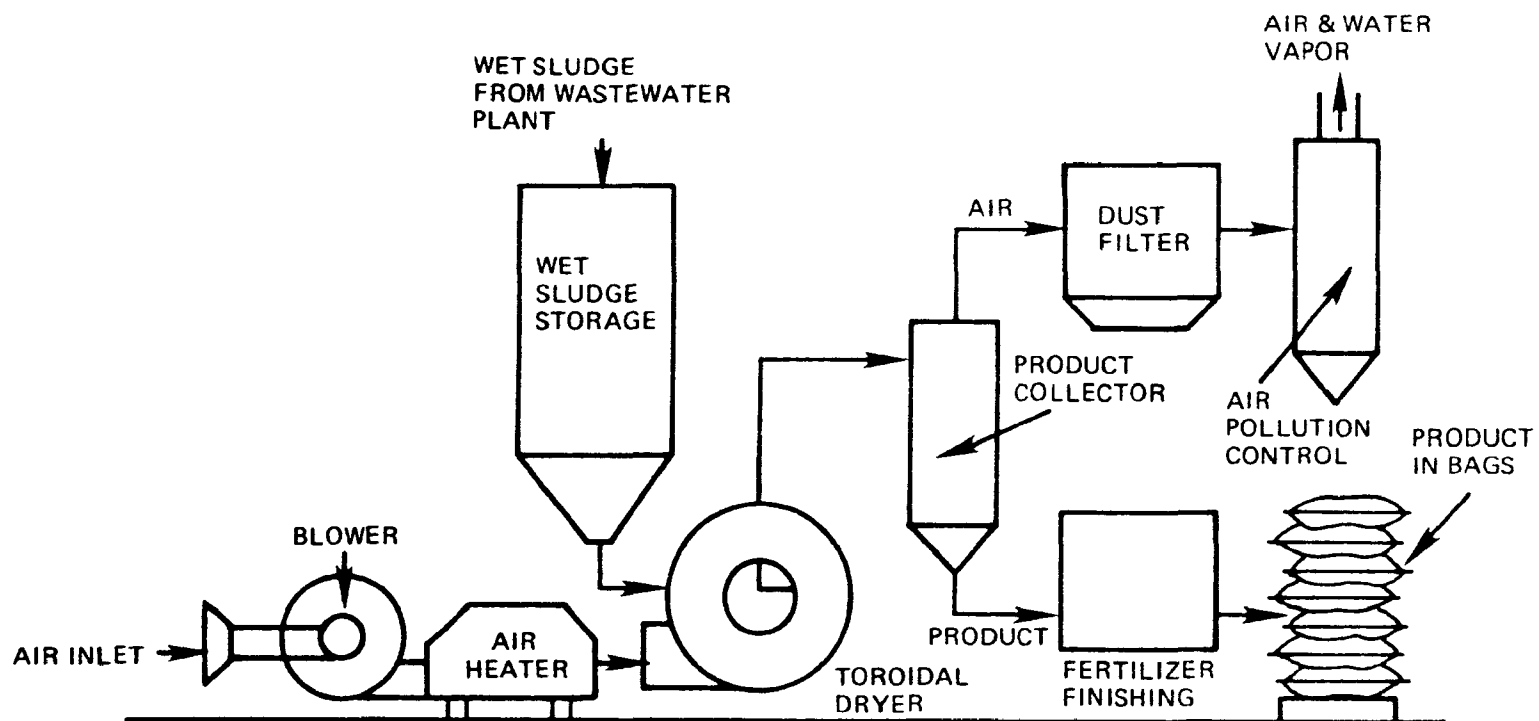 AIR & WATER
VAPOR
WET SLUDGE
FROM WASTEWATER
PLANT
AIR
DUST
FILTER
WET
SLUDGE
STORAGE
PRODUCT
COLLECTOR
AIR
POLLUTION
CONTROL
PRODUCT
IN BAGS
BLOWER
AIR INLET
AIR
HEATER
TOROIDAL
DRYER
PRODUCT
FERTILIZER
FINISHING